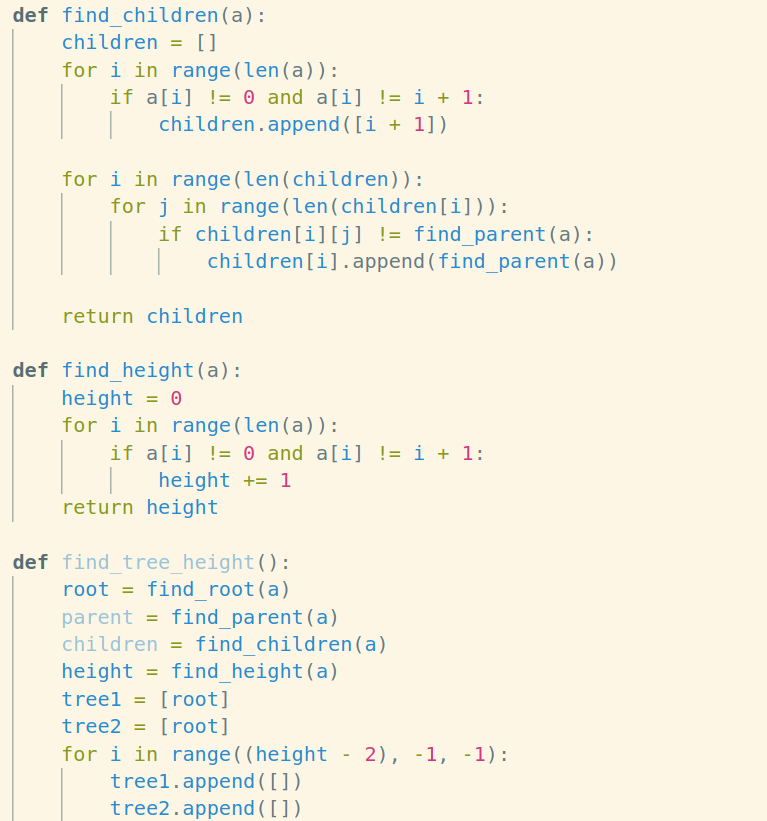 def find_children(a):
    children = []
    for i in range(len(a)):
        if a[i] != 0 and a[i] != i + 1:
            children.append([i + 1])

    for i in range(len(children)):
        for j in range(len(children[i])):
            if children[i][j] != find_parent(a):
                children[i].append(find_parent(a))

    return children

def find_height(a):
    height = 0
    for i in range(len(a)):
        if a[i] != 0 and a[i] != i + 1:
            height += 1
    return height

def find_tree_height():
    root = find_root(a)
    parent = find_parent(a)
    children = find_children(a)
    height = find_height(a)
    tree1 = [root]
    tree2 = [root]
    for i in range((height - 2), -1, -1):
        tree1.append([])
        tree2.append([])